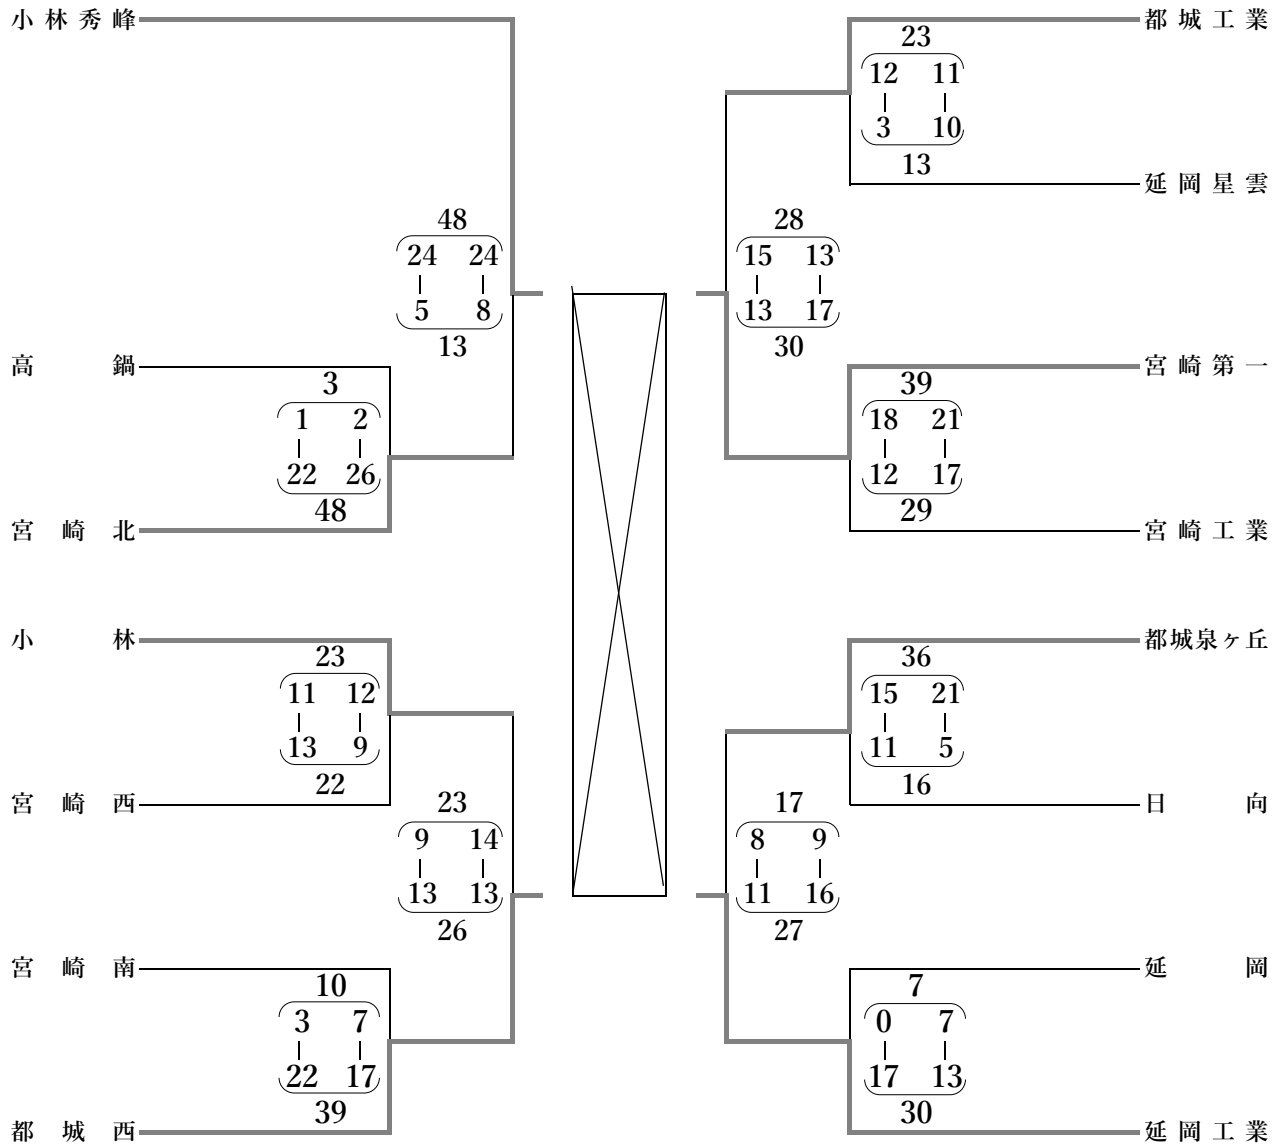 小林秀峰
48
24 24
5 8
13
高鍋
3
1 2
22 26
48
宮崎北
小林
23
11 12
13 9
22
宮崎西
23
9 14
13 13
26
宮崎南
10
3 7
22 17
39
都城西
都城工業
23
12 11
3 10
13
延岡星雲
28
15 13
13 17
30
宮崎第一
39
18 21
12 17
29
宮崎工業
都城泉ヶ丘
36
15 21
11 5
16
日向
17
8 9
11 16
27
延岡
7
0 7
17 13
30
延岡工業